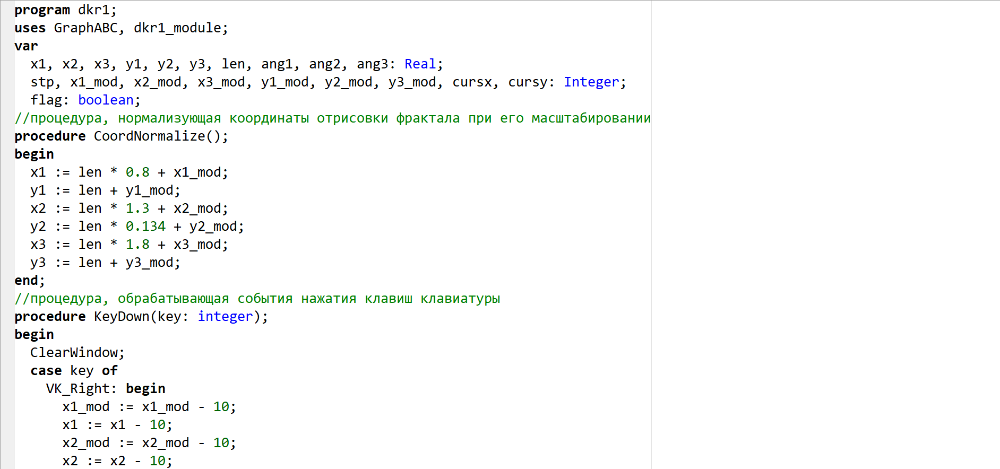 program dkr1;
uses GraphABC, dkr1_module;
var
  x1, x2, x3, y1, y2, y3, len, ang1, ang2, ang3: Real;
  stp, x1_mod, x2_mod, x3_mod, y1_mod, y2_mod, y3_mod, cursx, cursy: Integer;
  flag: boolean;
//процедура, нормализующая координаты отрисовки фрактала при его масштабировании
procedure CoordNormalize();
begin
  x1 := len * 0.8 + x1_mod;
  y1 := len + y1_mod;
  x2 := len * 1.3 + x2_mod;
  y2 := len * 0.134 + y2_mod;
  x3 := len * 1.8 + x3_mod;
  y3 := len + y3_mod;
end;
//процедура, обрабатывающая события нажатия клавиш клавиатуры
procedure KeyDown(key: integer);
begin
  ClearWindow;
  case key of
    VK_Right: begin
      x1_mod := x1_mod - 10;
      x1 := x1 - 10;
      x2_mod := x2_mod - 10;
      x2 := x2 - 10;